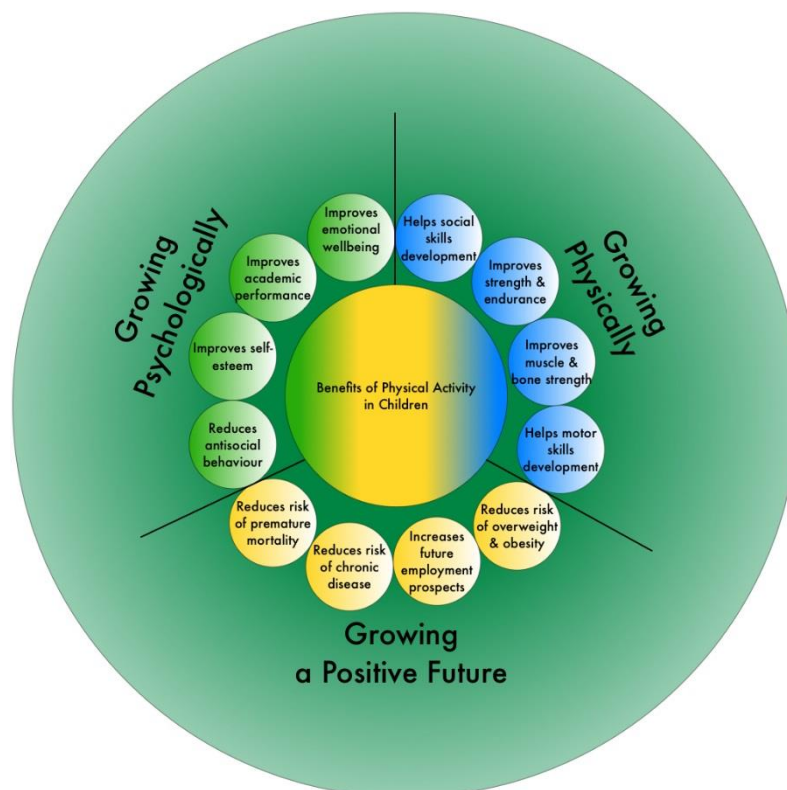 Growing
Psychologically
Improves
emotional
wellbeing
Improves
academic
performance
Improves self-
esteem
Reduces
antisocial
behaviour
Growing
Physically
Helps social
skills
development
Improves
strength &
endurance
Improves
muscle &
bone strength
Helps motor
skills
development
Benefits of Physical Activity
in Children
Reduces risk
of premature
mortality
Reduces risk
of chronic
disease
Increases
future
employment
prospects
Reduces risk
of overweight
& obesity
Growing
a Positive Future